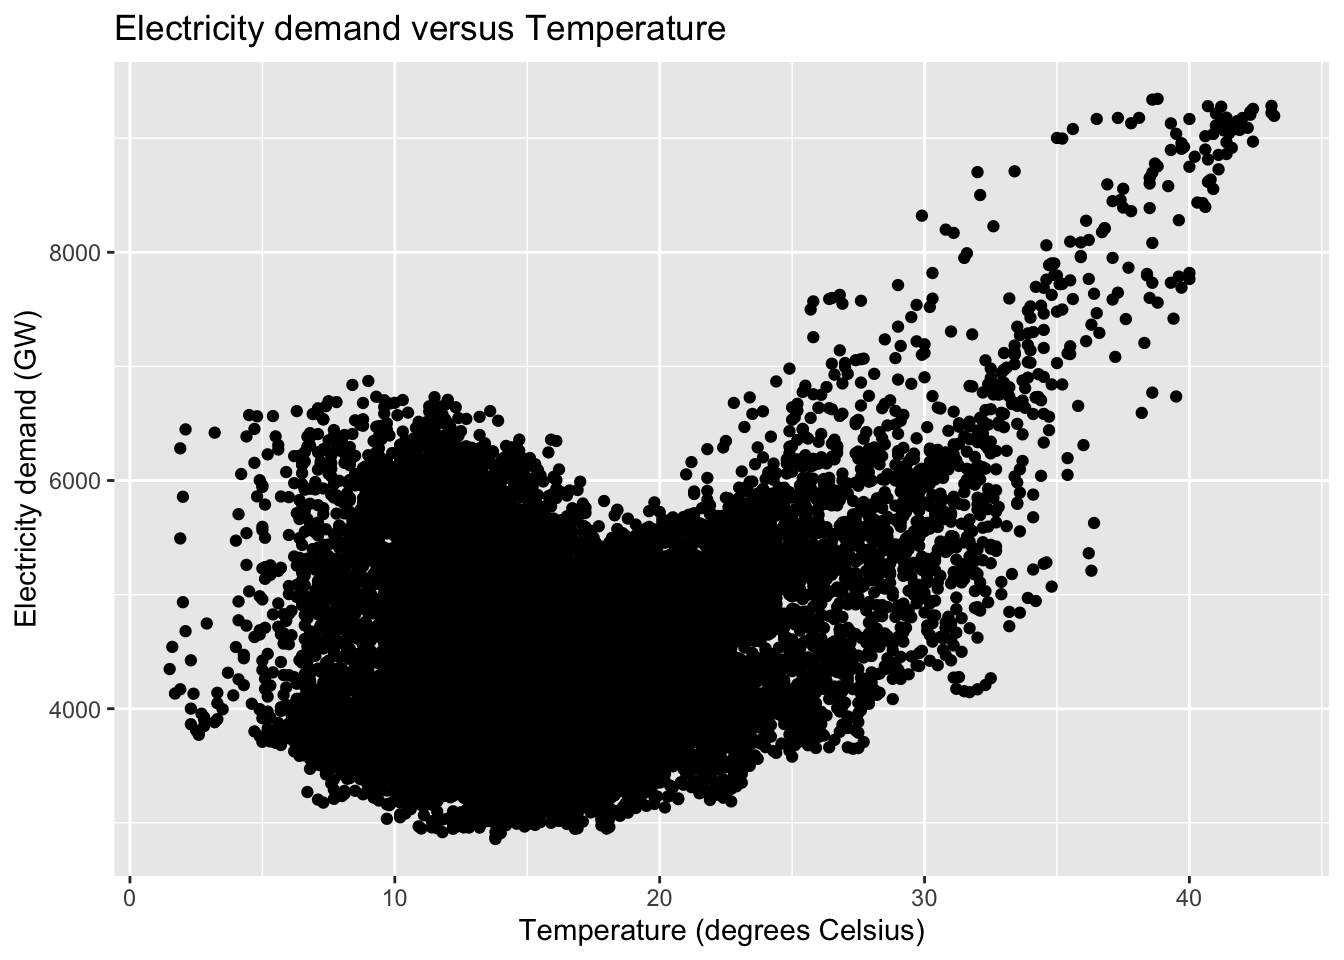 Electricity demand versus Temperature
Electricity demand (GW)
8000
6000
4000
0 10 20 30 40
Temperature (degrees Celsius)